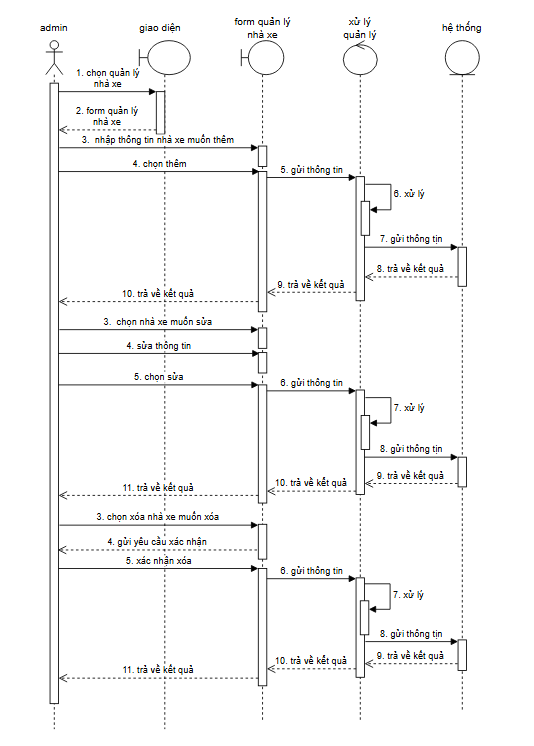 admin
giao diện
form quản lý
nhà xe
xử lý
quản lý
hệ thống
1. chọn quản lý
nhà xe
2. form quản lý
nhà xe
3. nhập thông tin nhà xe muốn thêm
4. chọn thêm
5. gửi thông tin
6. xử lý
7. gửi thông tịn
8. trả về kết quả
9. trả về kết quả
10. trả về kết quả
3. chọn nhà xe muốn sửa
4. sửa thông tin
5. chọn sửa
6. gửi thông tin
7. xử lý
8. gửi thông tịn
9. trả về kết quả
10. trả về kết quả
11. trả về kết quả
3. chọn xóa nhà xe muốn xóa
4. gửi yêu cầu xác nhận
5. xác nhận xóa
6. gửi thông tin
7. xử lý
8. gửi thông tịn
9. trả về kết quả
10. trả về kết quả
11. trả về kết quả